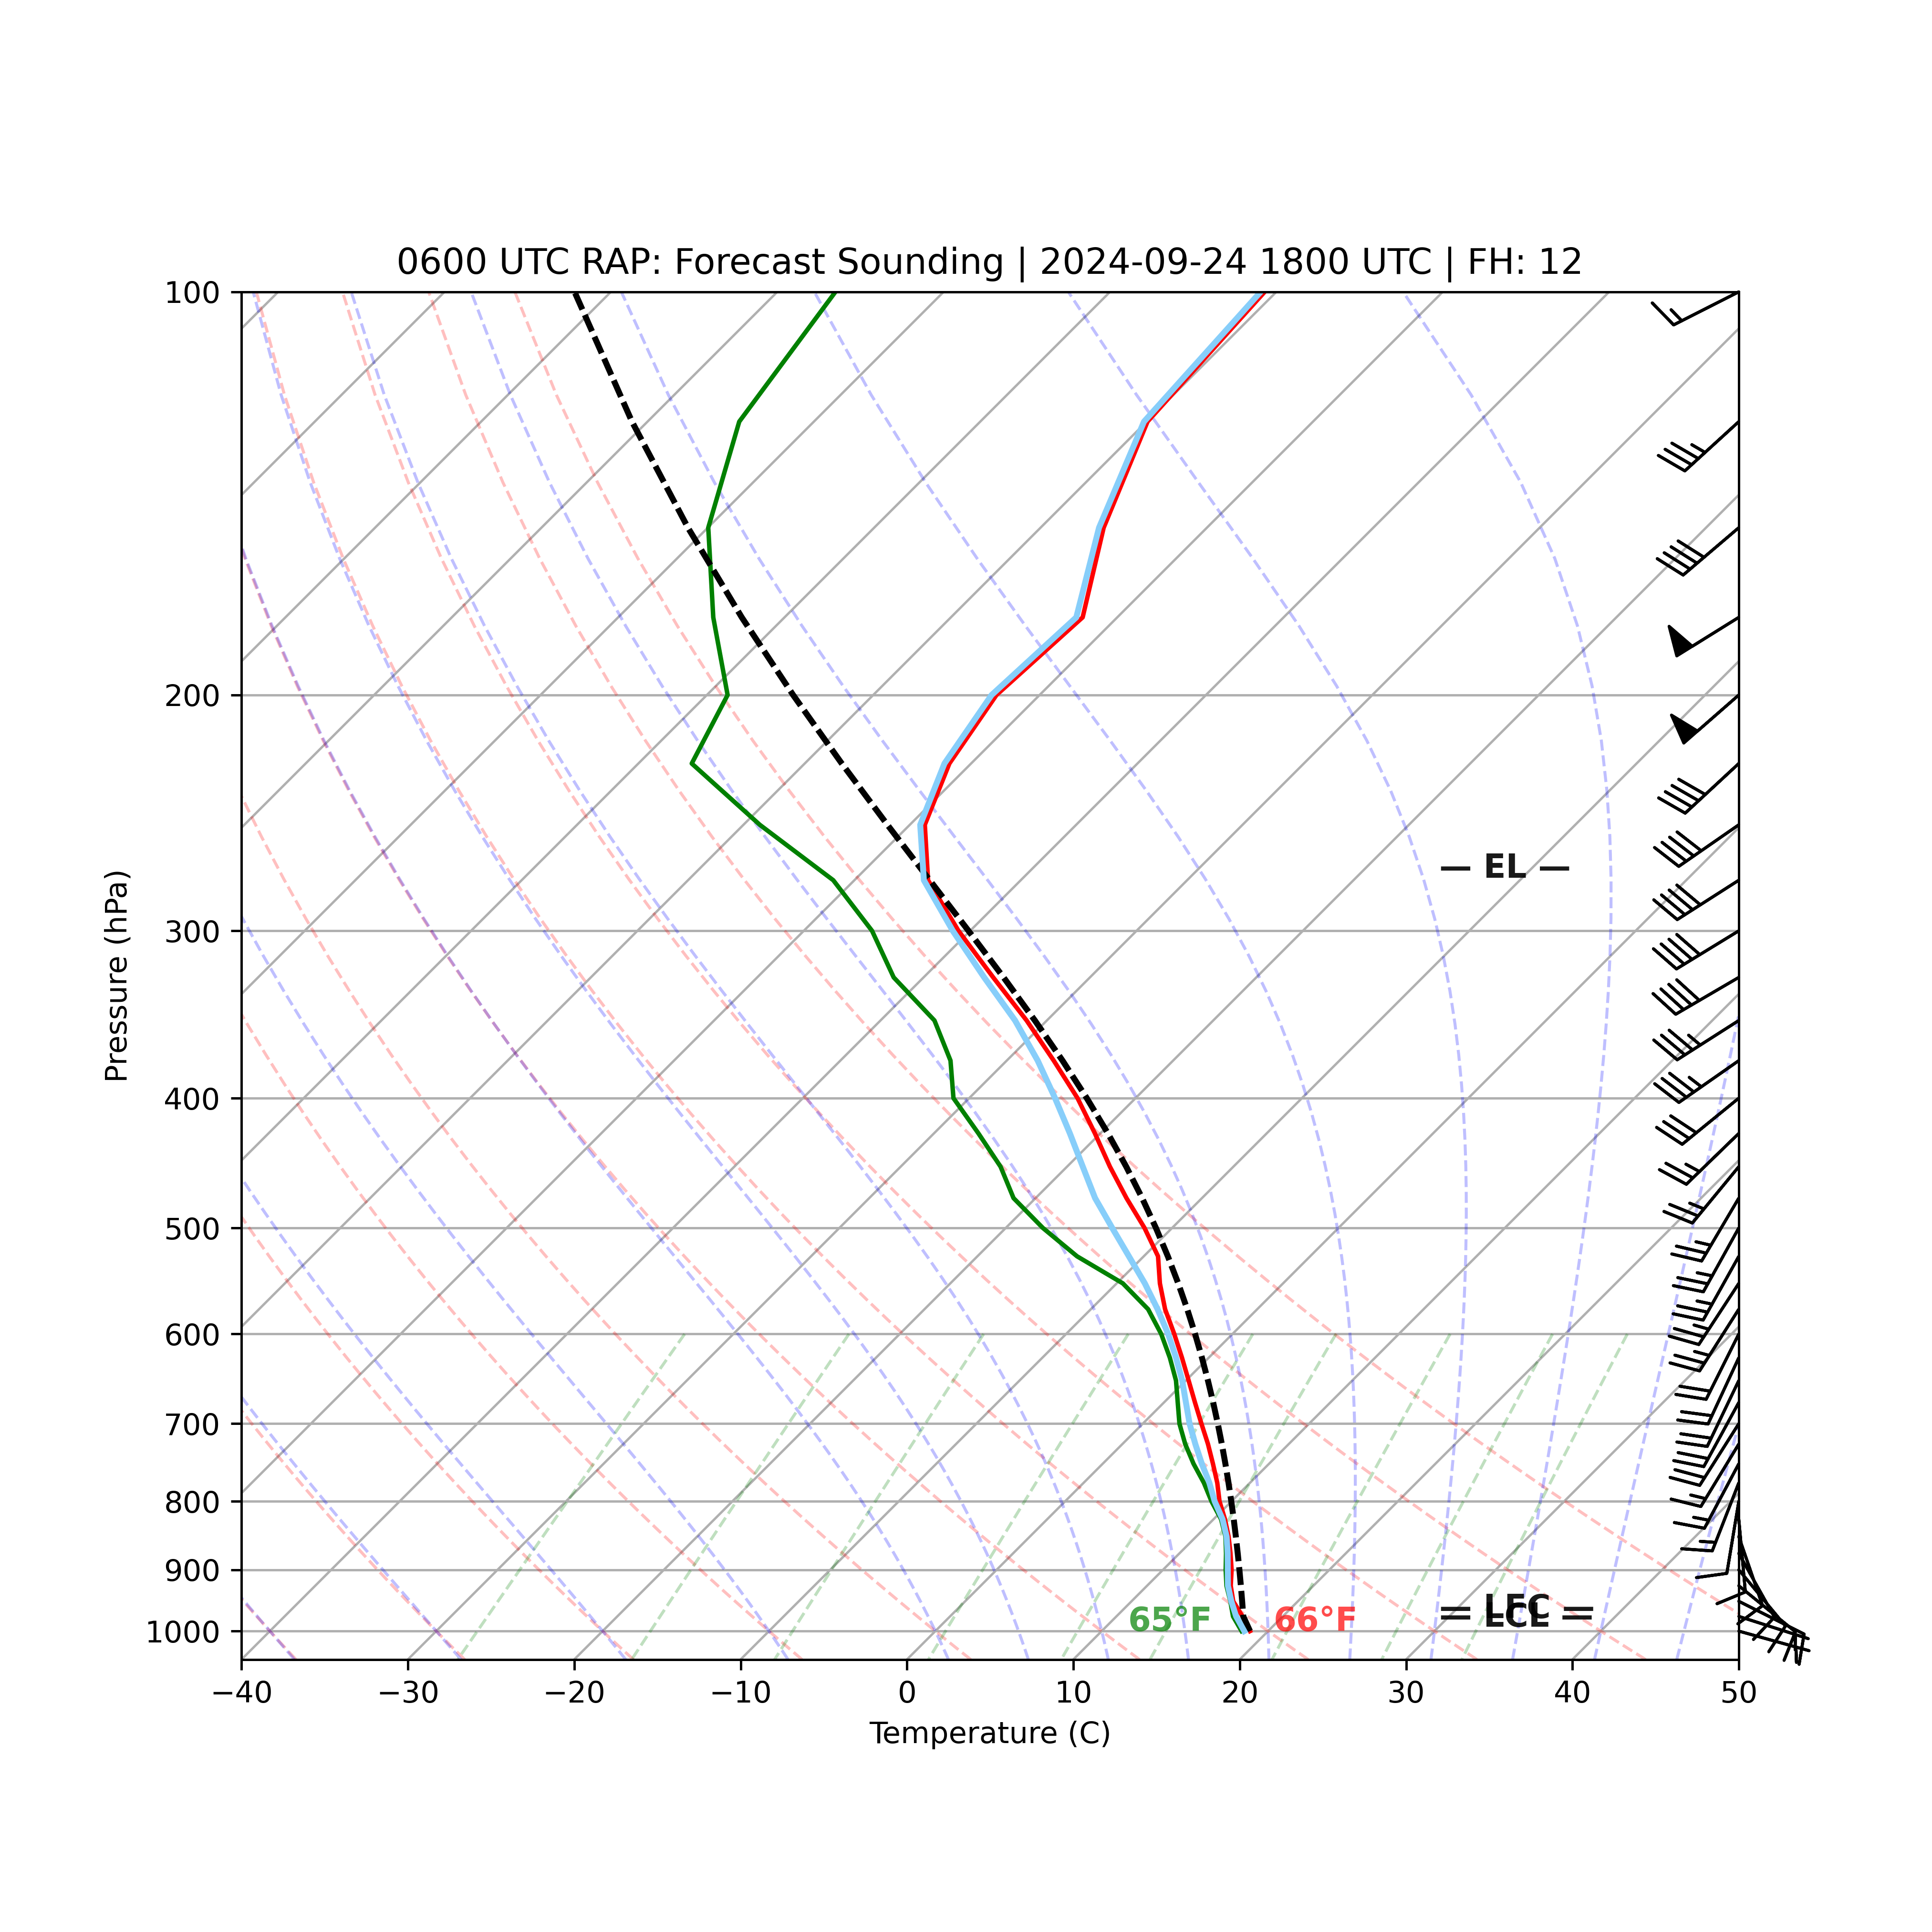 0600 UTC RAP: Forecast Sounding | 2024-09-24 1800 UTC | FH: 12
100
200
300
400
500
600
700
800
900
1000
Pressure (hPa)
— EL —
— LFC —
— LCL —
65°F
66°F
−40 −30 −20 −10 0 10 20 30 40 50
Temperature (C)